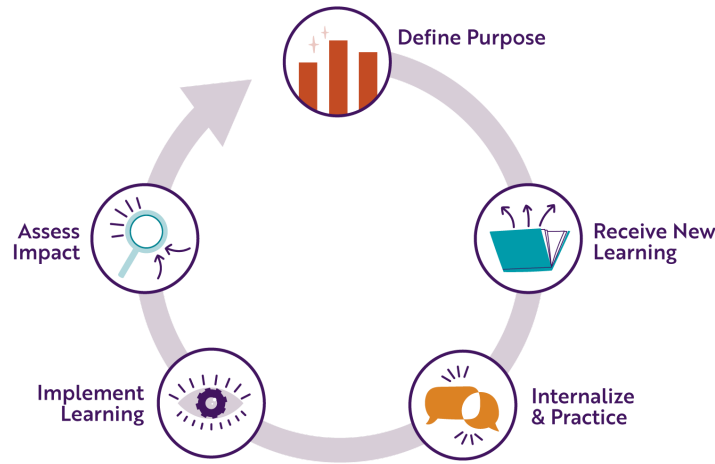 Define Purpose
Receive New
Learning
Internalize
& Practice
Implement
Learning
Assess
Impact